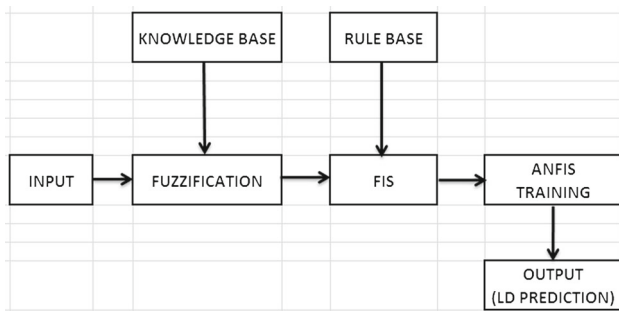 KNOWLEDGE BASE
RULE BASE
INPUT
FUZZIFICATION
FIS
ANFIS
TRAINING
OUTPUT
(LD PREDICTION)